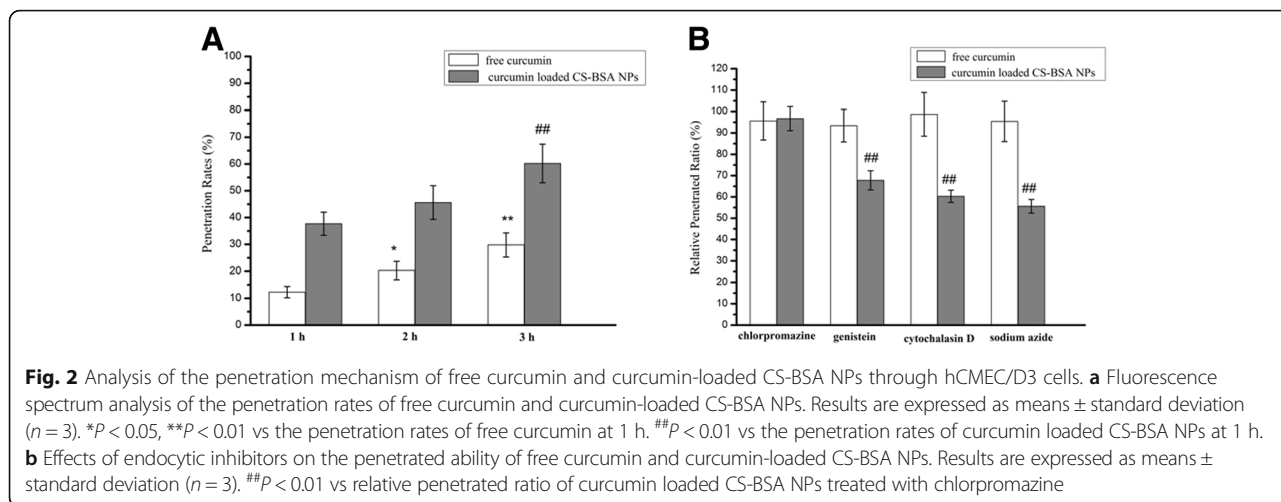 A
free curcumin
curcumin loaded CS-BSA NPs
Penetration Rates (%)
100
90
80
70
60
50
40
30
20
10
0
*
**
##
1 h
2 h
3 h
B
free curcumin
curcumin loaded CS-BSA NPs
Relative Penetrated Ratio (%)
120
110
100
90
80
70
60
50
40
30
20
10
0
##
##
##
chlorpromazine
genistein
cytochalasin D
sodium azide
Fig. 2 Analysis of the penetration mechanism of free curcumin and curcumin-loaded CS-BSA NPs through hCMEC/D3 cells. a Fluorescence
spectrum analysis of the penetration rates of free curcumin and curcumin-loaded CS-BSA NPs. Results are expressed as means ± standard deviation
(n = 3). *P < 0.05, **P < 0.01 vs the penetration rates of free curcumin at 1 h. ##P < 0.01 vs the penetration rates of curcumin loaded CS-BSA NPs at 1 h.
b Effects of endocytic inhibitors on the penetrated ability of free curcumin and curcumin-loaded CS-BSA NPs. Results are expressed as means ±
standard deviation (n = 3). ##P < 0.01 vs relative penetrated ratio of curcumin loaded CS-BSA NPs treated with chlorpromazine